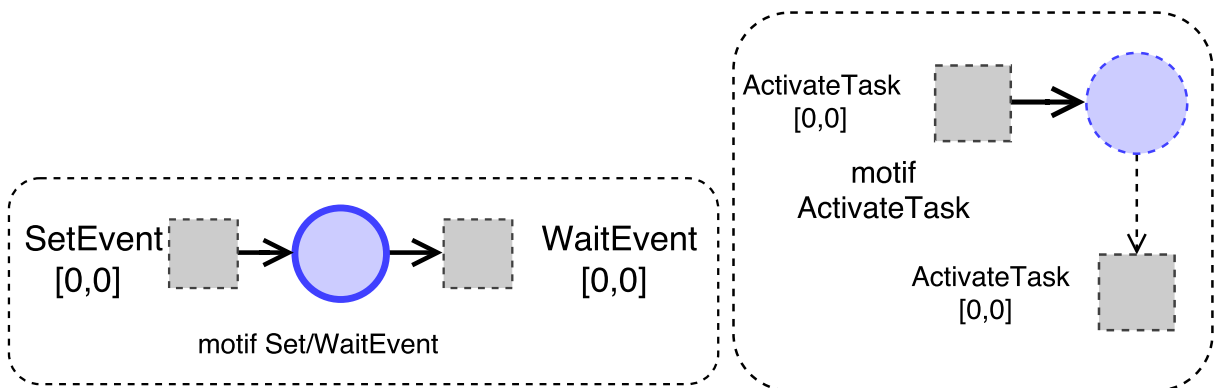 SetEvent
[0,0]
WaitEvent
[0,0]
motif Set/WaitEvent
ActivateTask
[0,0]
motif
ActivateTask
ActivateTask
[0,0]